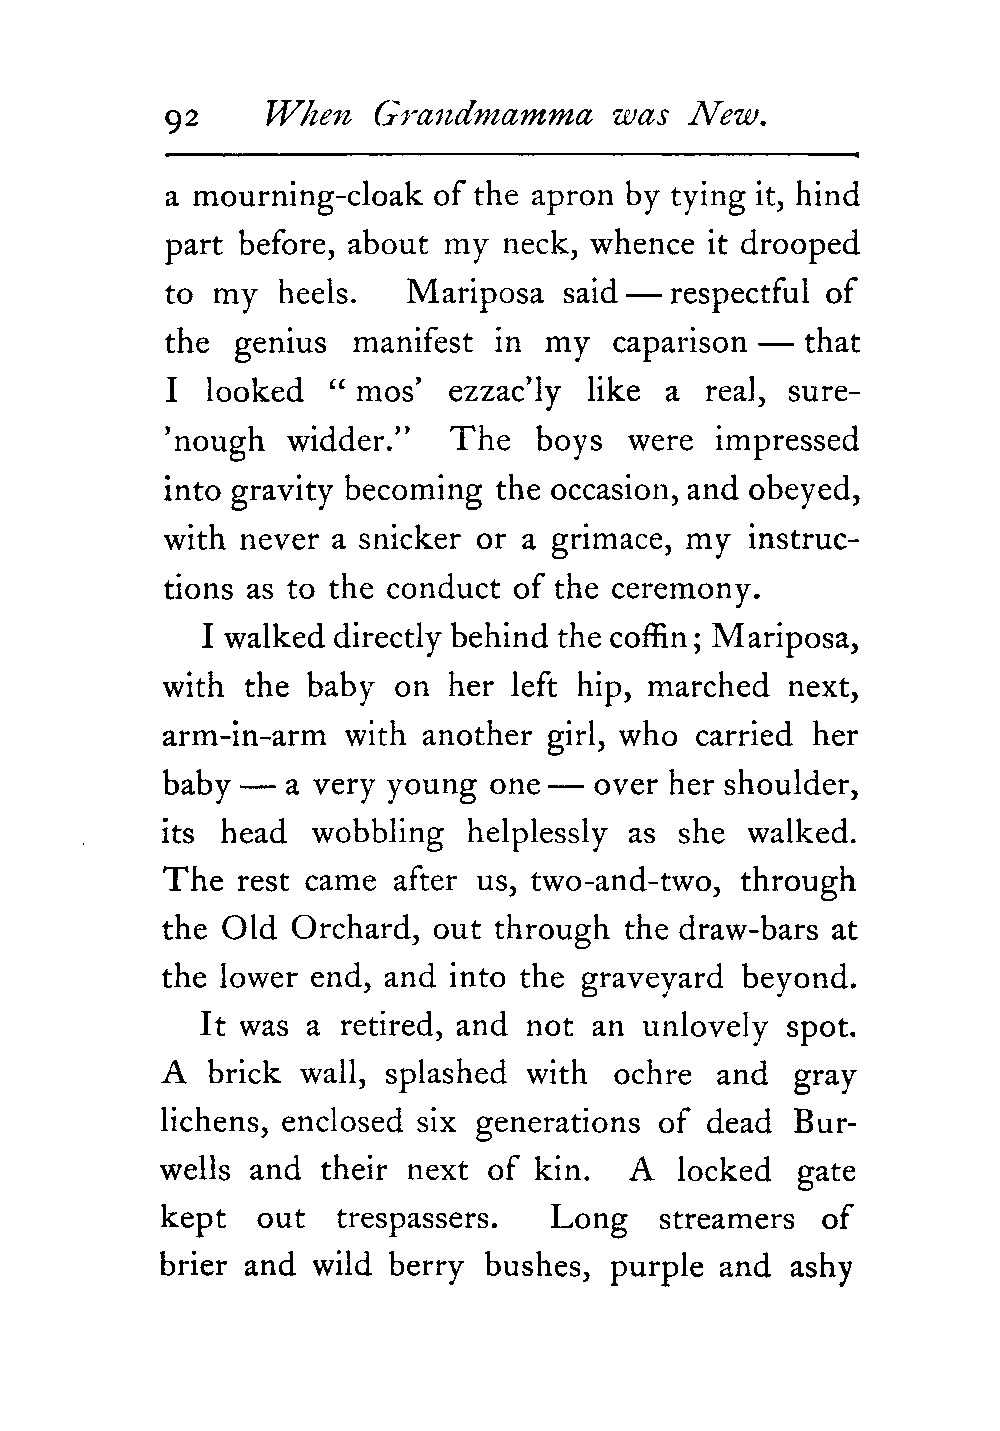 92 When Grandmamma was New.
a mourning-cloak of the apron by tying it, hind
part before, about my neck, whence it drooped
to my heels. Mariposa said — respectful of
the genius manifest in my caparison — that
I looked “ mos’ ezzac’ly like a real, sure-
’nough widder.” The boys were impressed
into gravity becoming the occasion, and obeyed,
with never a snicker or a grimace, my instruc-
tions as to the conduct of the ceremony.
I walked directly behind the coffin; Mariposa,
with the baby on her left hip, marched next,
arm-in-arm with another girl, who carried her
baby — a very young one — over her shoulder,
its head wobbling helplessly as she walked.
The rest came after us, two-and-two, through
the Old Orchard, out through the draw-bars at
the lower end, and into the graveyard beyond.
It was a retired, and not an unlovely spot.
A brick wall, splashed with ochre and gray
lichens, enclosed six generations of dead Bur-
wells and their next of kin. A locked gate
kept out trespassers. Long streamers of
brier and wild berry bushes, purple and ashy